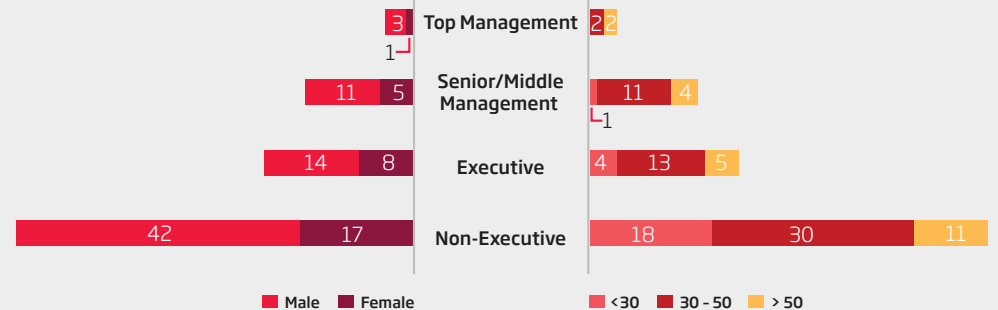 3 Top Management 2 2
1
11 5 Senior/Middle Management 11 4
1
14 8 Executive 4 13 5
42 17 Non-Executive 18 30 11
Male Female <30 30 - 50 > 50